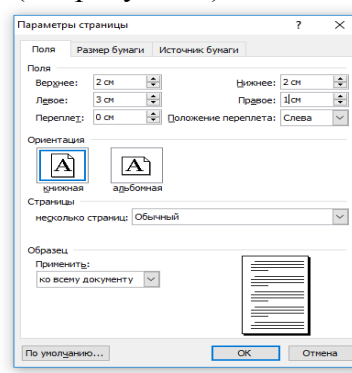 Параметры страницы ? ×
Поля Размер бумаги Источник бумаги
Поля
Верхнее: 2 см Нижнее: 2 см
Левое: 3 см Правое: 1 см
Переплет: 0 см Положение переплета: Слева
Ориентация
A A
книжная альбомная
Страницы
несколько страниц: Обычный
Образец
Применить:
ко всему документу
По умолчанию... ОК Отмена